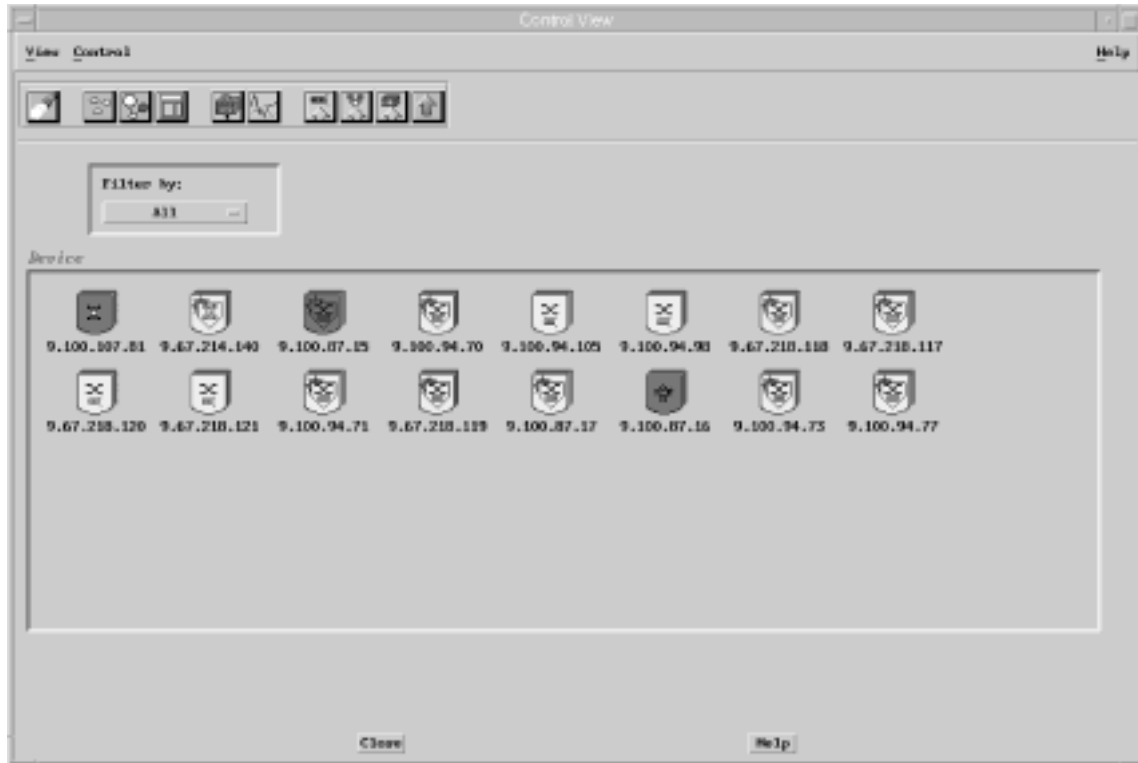 Control View
View Control Help
Filter by:
All
Device
9.100.107.81 9.67.214.140 9.100.87.15 9.100.94.70 9.100.94.105 9.100.94.98 9.67.218.118 9.67.218.117
9.67.218.120 9.67.218.121 9.100.94.71 9.67.218.119 9.100.87.17 9.100.87.16 9.100.94.73 9.100.94.77
Close Help